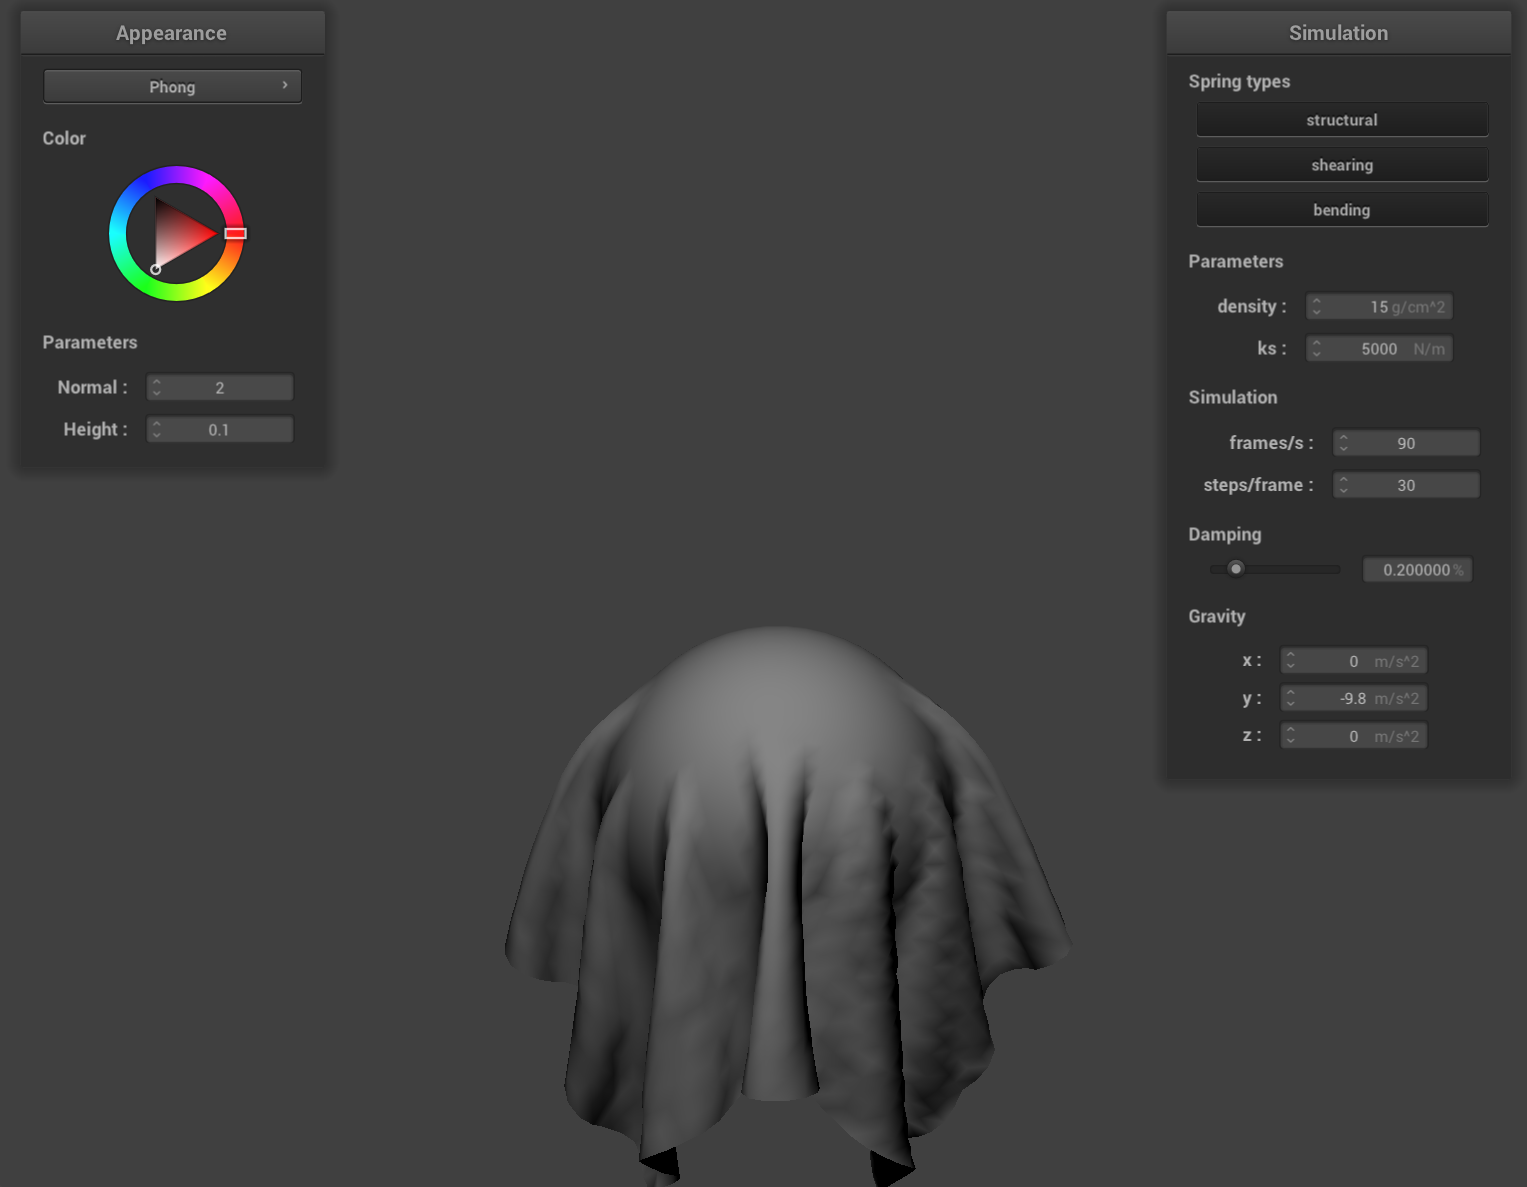 Appearance
Phong
Color
Parameters
Normal : 2
Height : 0.1
Simulation
Spring types
structural
shearing
bending
Parameters
density : 15 g/cm^2
ks : 5000 N/m
Simulation
frames/s : 90
steps/frame : 30
Damping
0.200000 %
Gravity
x : 0 m/s^2
y : -9.8 m/s^2
z : 0 m/s^2